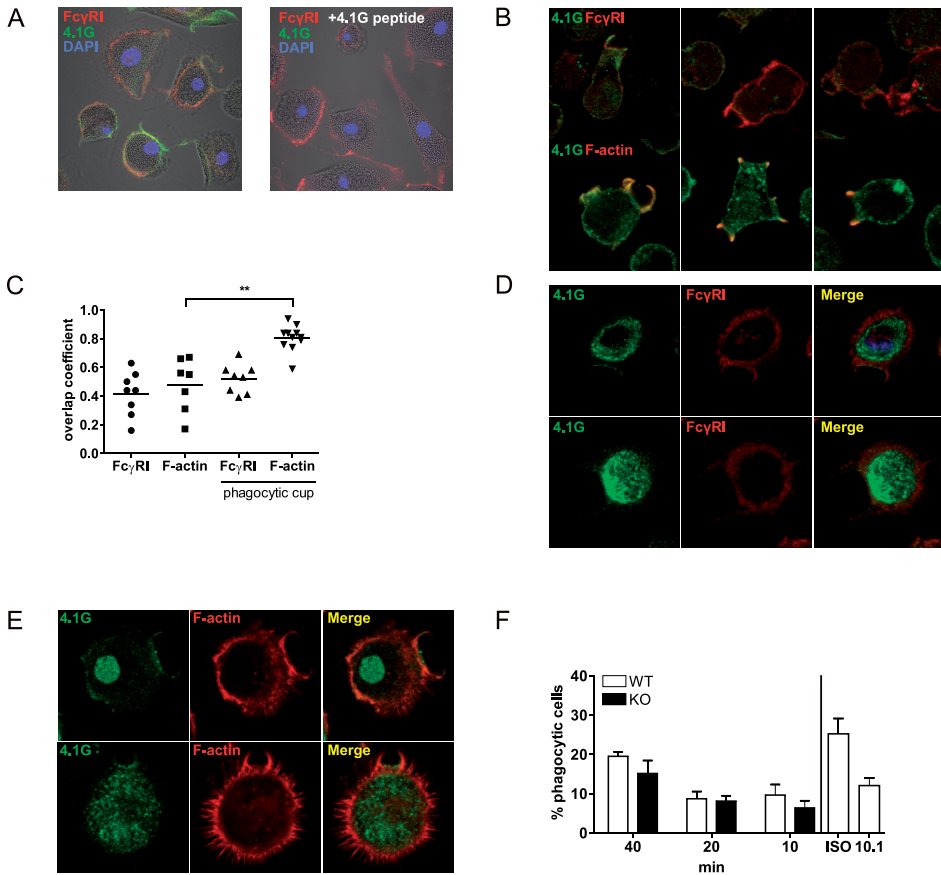 A
FcγRI
4.1G
DAPI
FcγRI +4.1G peptide
4.1G
DAPI
B
4.1G FcγRI
4.1G F-actin
C
overlap coefficient
1.0
0.8
0.6
0.4
0.2
0.0
**
FcγRI F-actin FcγRI F-actin
phagocytic cup
D
4.1G FcγRI Merge
4.1G FcγRI Merge
E
4.1G F-actin Merge
4.1G F-actin Merge
F
% phagocytic cells
40
30
20
10
0
WT
KO
40 20 10 ISO 10.1
min